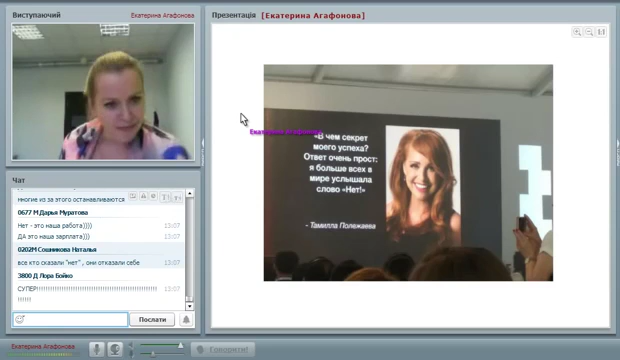 Виступаючий
Екатерина Агафонова
Презентація [Екатерина Агафонова]
1:1
Екатерина Агафонова
«В чем секрет
моего успеха?
Ответ очень прост:
я больше всех в
мире услышала
слово «Нет!»
- Тамилла Полежаева
Чат
многие из за этого останавливаются
0677 М Дарья Муратова
Нет - это наша работа)))) 13:07
ДА это наша зарплата))) 13:07
0202М Сошникова Наталья
все кто сказали "нет" , они отказали себе 13:07
3800 Д Лора Бойко
СУПЕР!!!!!!!!!!!!!!!!!!!!!!!!!!!!!!!!!!!!!!!!!!!!!!!! 13:07
!!!!!!
Послати
Екатерина Агафонова
Говорити!